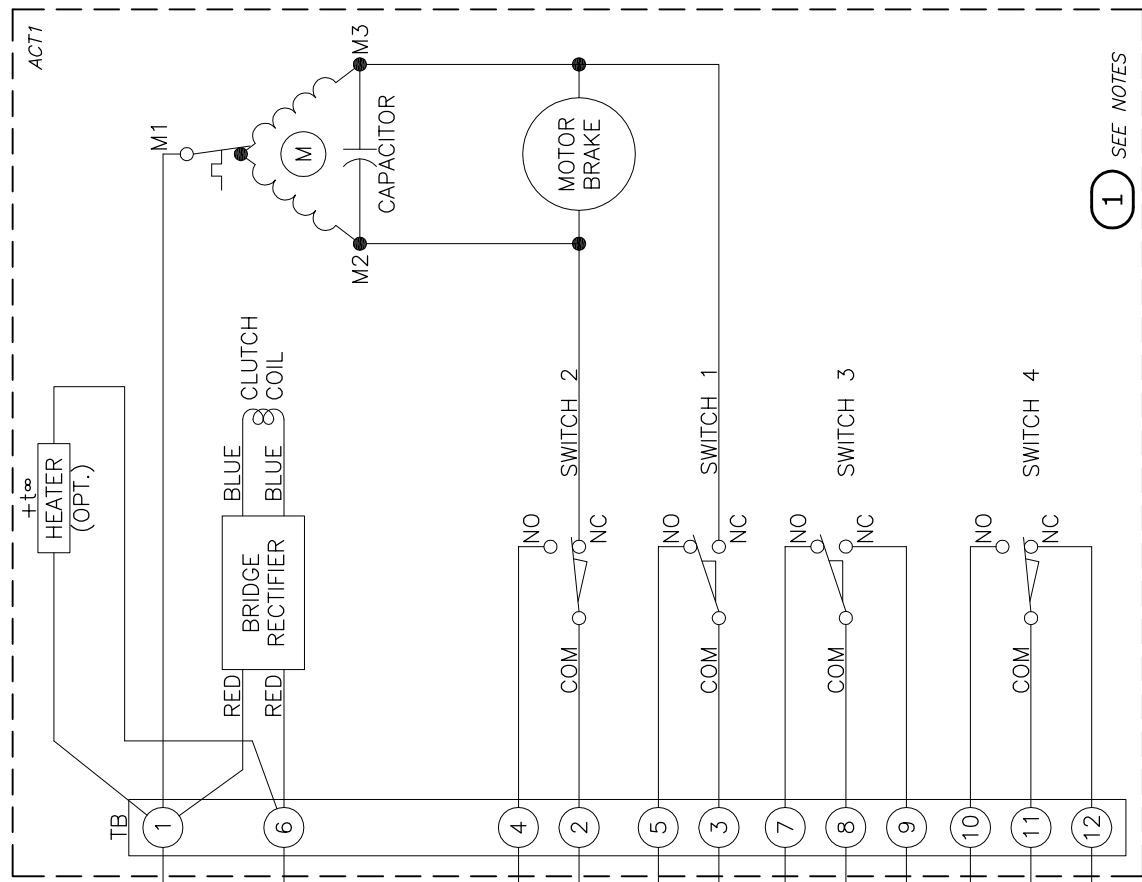 ACT1
+t∞
HEATER
(OPT.)
TB
1
6
RED
RED
BRIDGE
RECTIFIER
BLUE
BLUE
CLUTCH
COIL
M1
M
M2
M3
CAPACITOR
MOTOR
BRAKE
4
2
COM
NO
NC
SWITCH 2
5
3
COM
NO
NC
SWITCH 1
7
8
9
COM
NO
NC
SWITCH 3
10
11
12
COM
NO
NC
SWITCH 4
1 SEE NOTES